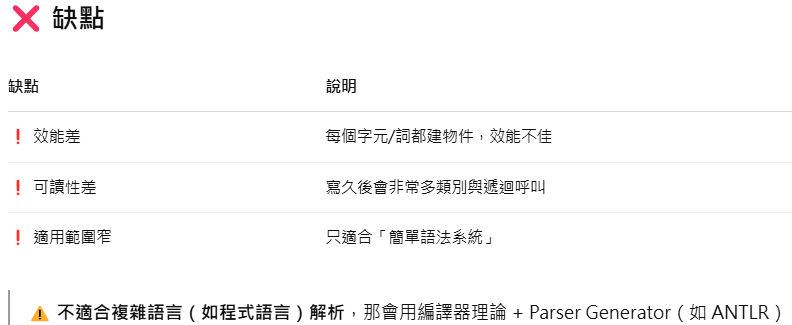 ❌ 缺點
缺點 說明
❗ 效能差 每個字元/詞都建物件，效能不佳
❗ 可讀性差 寫久後會非常多類別與遞迴呼叫
❗ 適用範圍窄 只適合「簡單語法系統」
⚠️ 不適合複雜語言（如程式語言）解析，那會用編譯器理論 + Parser Generator（如 ANTLR）